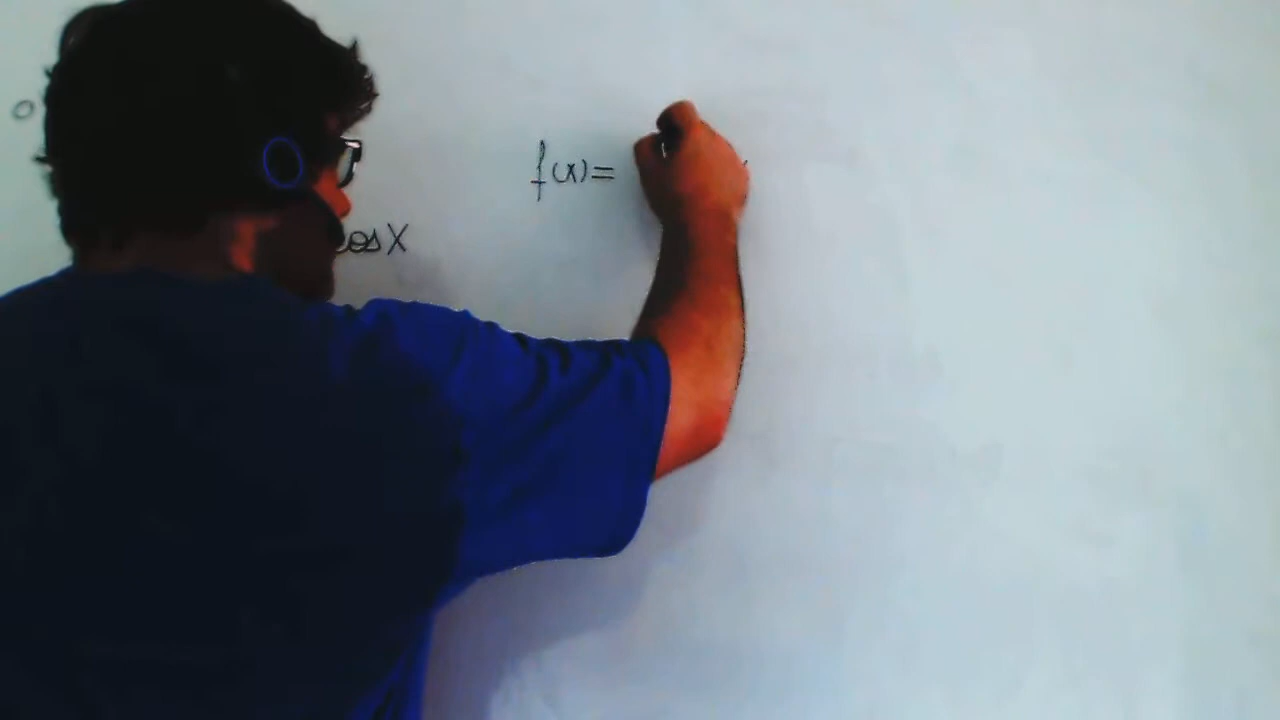 f(x)=
cos X